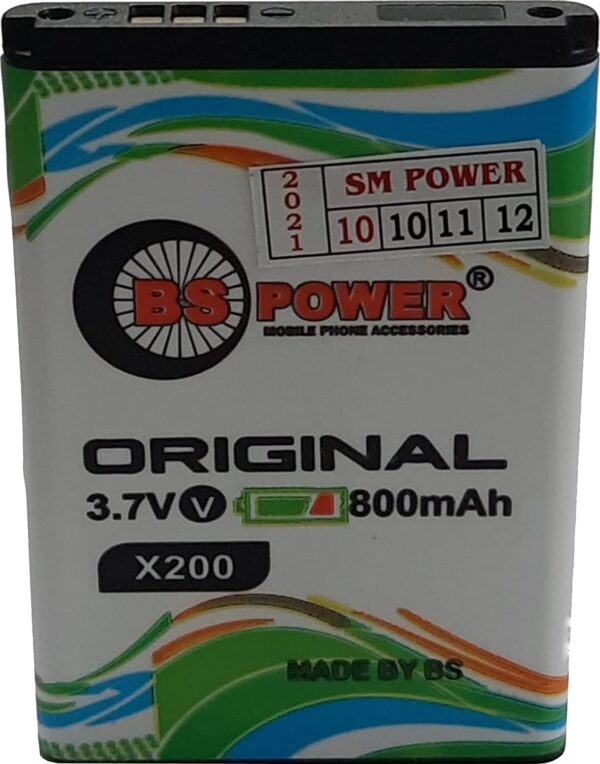 2021
SM POWER
10 10 11 12
BS POWER®
MOBILE PHONE ACCESSORIES
ORIGINAL
3.7V V 800mAh
X200
MADE BY BS